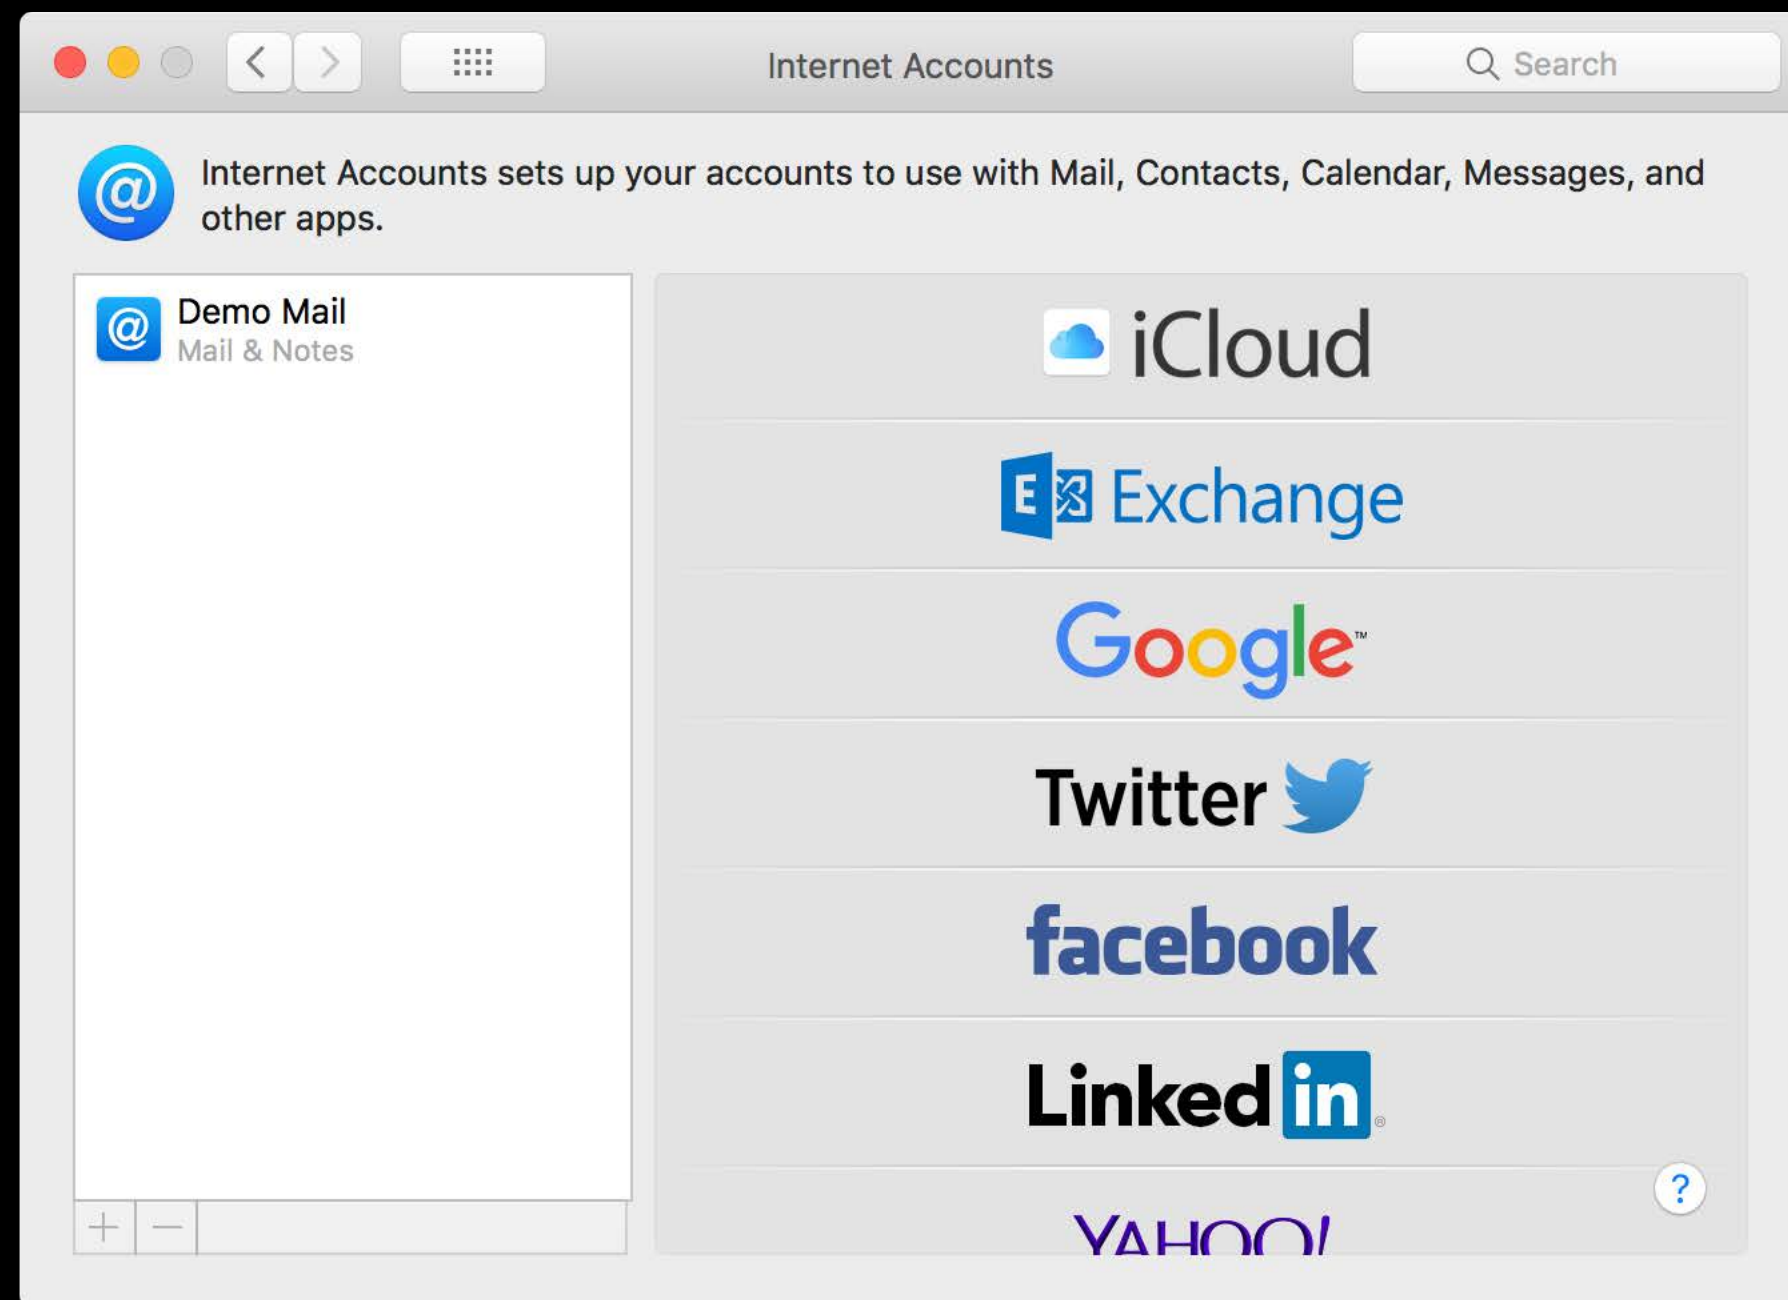 Internet Accounts
Search
Internet Accounts sets up your accounts to use with Mail, Contacts, Calendar, Messages, and
other apps.
Demo Mail
Mail & Notes
iCloud
E Exchange
Google™
Twitter
facebook
Linked in®
YAHOO!
?